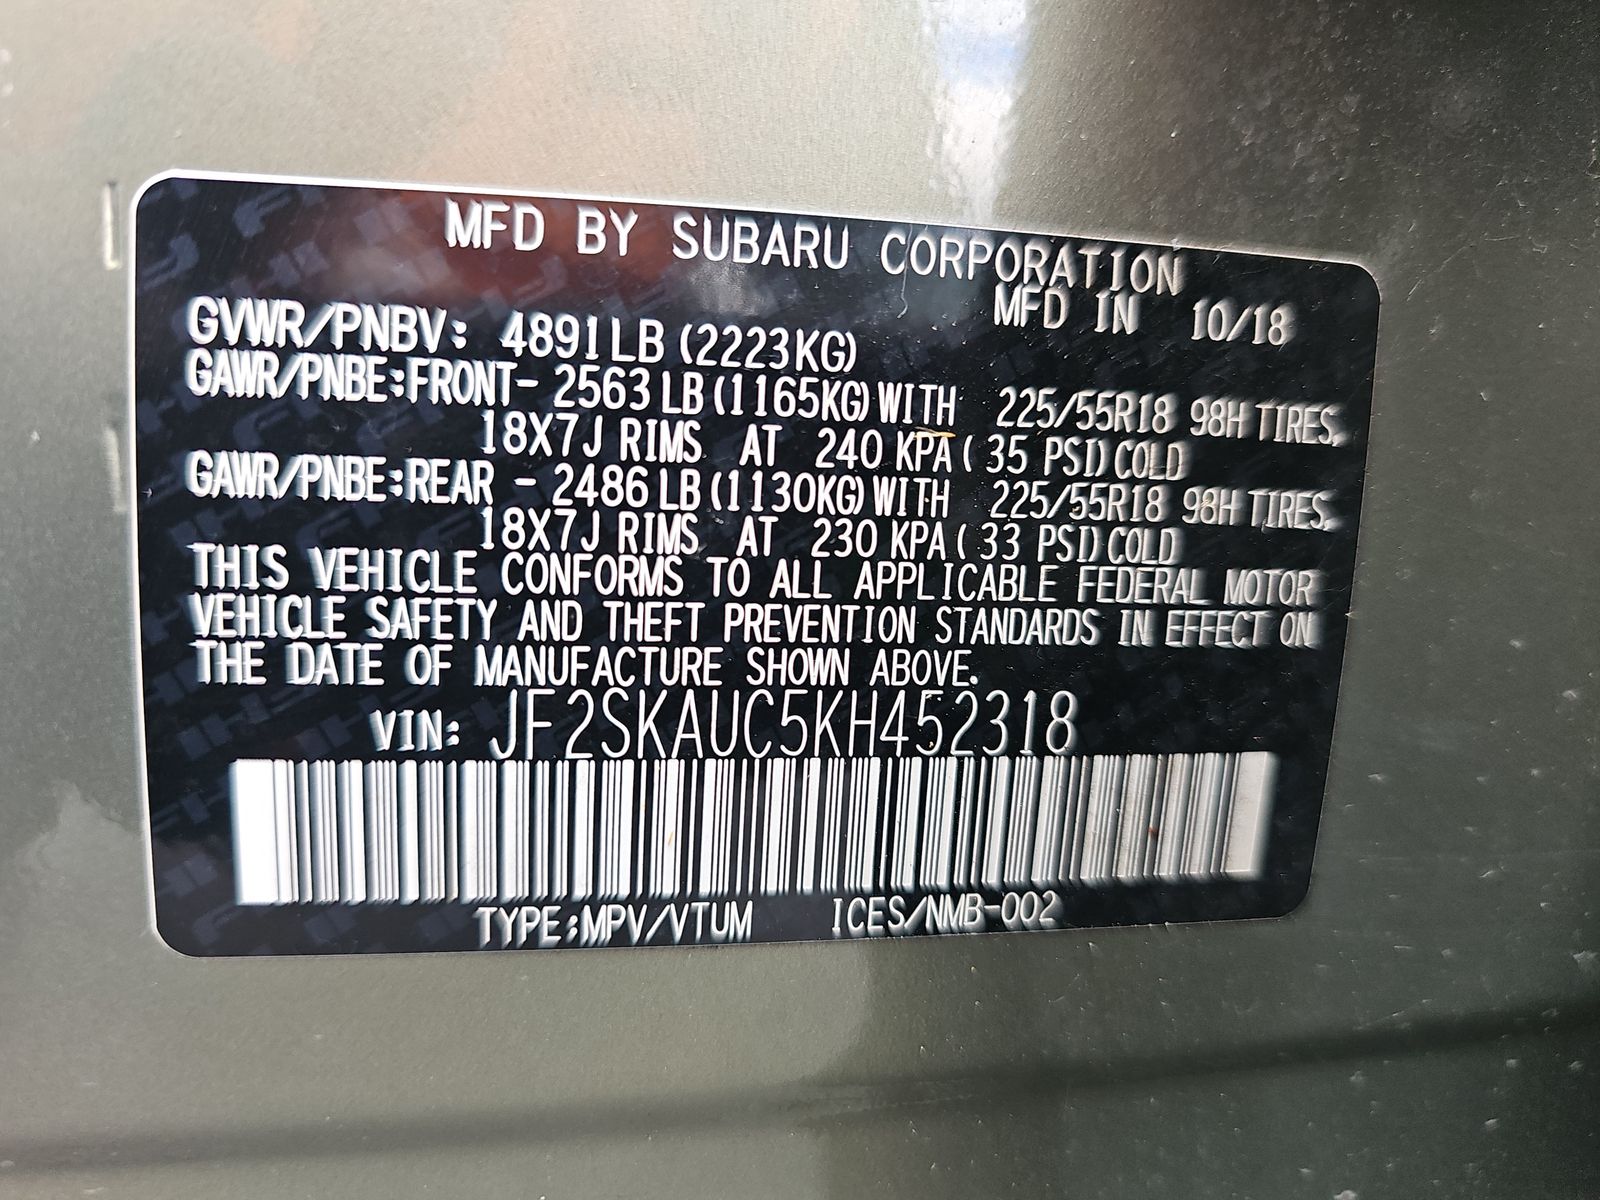 MFD BY SUBARU CORPORATION
MFD IN 10/18
GVWR/PNBV: 4891LB (2223KG)
GAWR/PNBE:FRONT- 2563 LB (1165KG) WITH 225/55R18 98H TIRES,
18X7J RIMS AT 240 KPA ( 35 PSI) COLD
GAWR/PNBE:REAR - 2486 LB (1130KG) WITH 225/55R18 98H TIRES,
18X7J RIMS AT 230 KPA ( 33 PSI) COLD
THIS VEHICLE CONFORMS TO ALL APPLICABLE FEDERAL MOTOR
VEHICLE SAFETY AND THEFT PREVENTION STANDARDS IN EFFECT ON
THE DATE OF MANUFACTURE SHOWN ABOVE.
VIN: JF2SKAUC5KH452318
TYPE:MPV/VTUM ICES/NMB-002